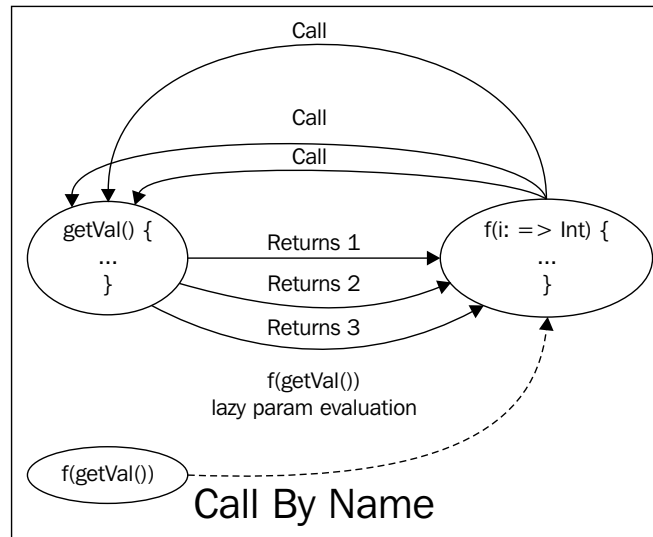 Call
Call
Call
getVal() {
...
}
f(i: = > Int) {
...
}
Returns 1
Returns 2
Returns 3
f(getVal())
lazy param evaluation
f(getVal())
Call By Name